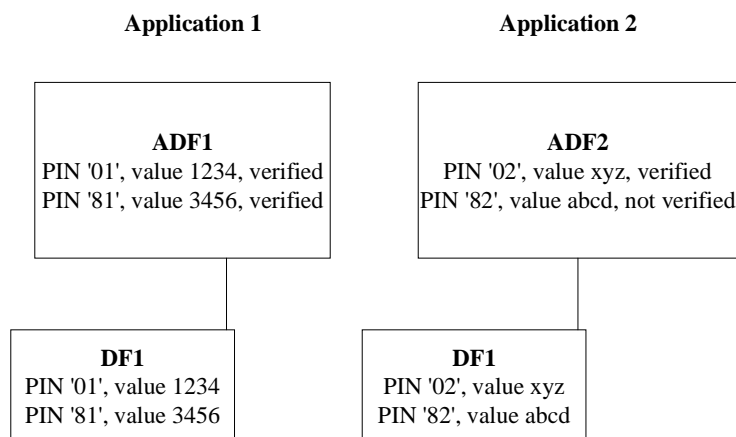 Application 1
Application 2
ADF1
PIN '01', value 1234, verified
PIN '81', value 3456, verified
ADF2
PIN '02', value xyz, verified
PIN '82', value abcd, not verified
DF1
PIN '01', value 1234
PIN '81', value 3456
DF1
PIN '02', value xyz
PIN '82', value abcd